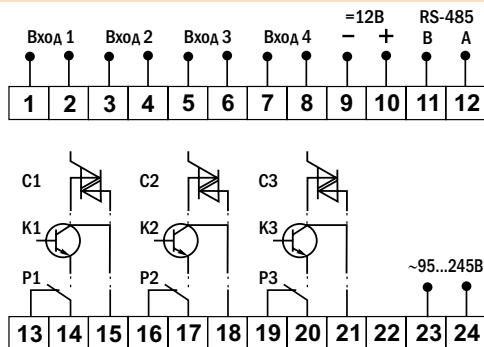 =12В RS-485
Вход 1 Вход 2 Вход 3 Вход 4 − + B A
1 2 3 4 5 6 7 8 9 10 11 12
С1 С2 С3
К1 К2 К3
Р1 Р2 Р3 ~95...245В
13 14 15 16 17 18 19 20 21 22 23 24